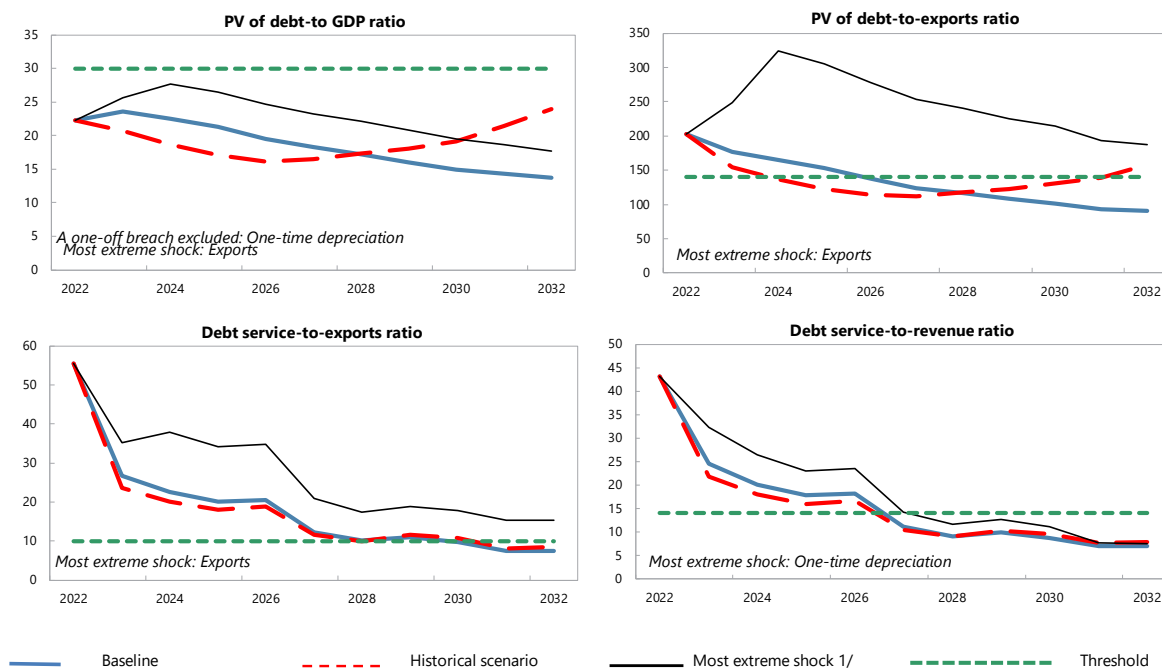 PV of debt-to GDP ratio
35
30
25
20
15
10
5
0
A one-off breach excluded: One-time depreciation
Most extreme shock: Exports
2022 2024 2026 2028 2030 2032
PV of debt-to-exports ratio
350
300
250
200
150
100
50
0
Most extreme shock: Exports
2022 2024 2026 2028 2030 2032
Debt service-to-exports ratio
60
50
40
30
20
10
0
Most extreme shock: Exports
2022 2024 2026 2028 2030 2032
Debt service-to-revenue ratio
50
45
40
35
30
25
20
15
10
5
0
Most extreme shock: One-time depreciation
2022 2024 2026 2028 2030 2032
Baseline Historical scenario Most extreme shock 1/ Threshold